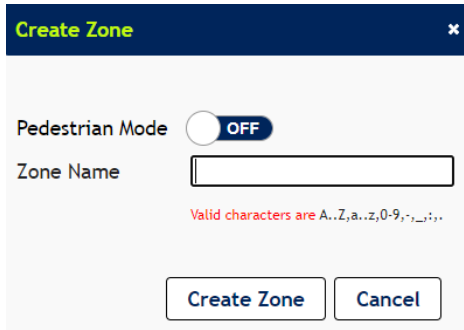 Create Zone ×
Pedestrian Mode OFF
Zone Name
Valid characters are A..Z,a..z,0-9,-,_,:,.
Create Zone Cancel